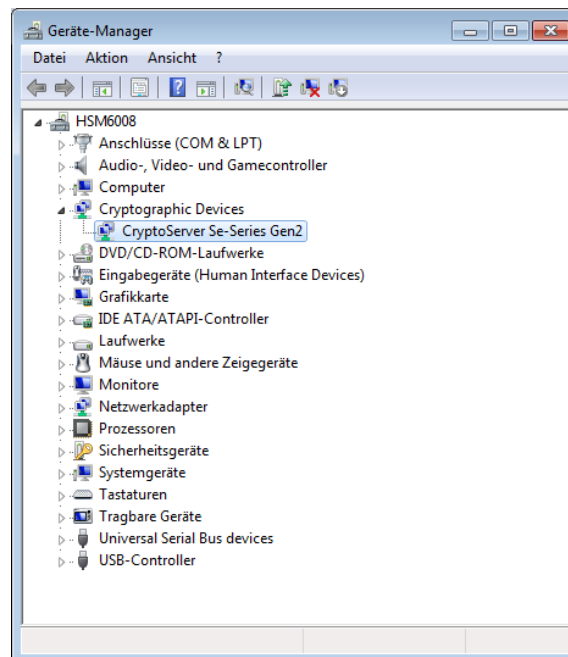 Geräte-Manager
Datei Aktion Ansicht ?
HSM6008
Anschlüsse (COM & LPT)
Audio-, Video- und Gamecontroller
Computer
Cryptographic Devices
CryptoServer Se-Series Gen2
DVD/CD-ROM-Laufwerke
Eingabegeräte (Human Interface Devices)
Grafikkarte
IDE ATA/ATAPI-Controller
Laufwerke
Mäuse und andere Zeigegeräte
Monitore
Netzwerkadapter
Prozessoren
Sicherheitsgeräte
Systemgeräte
Tastaturen
Tragbare Geräte
Universal Serial Bus devices
USB-Controller